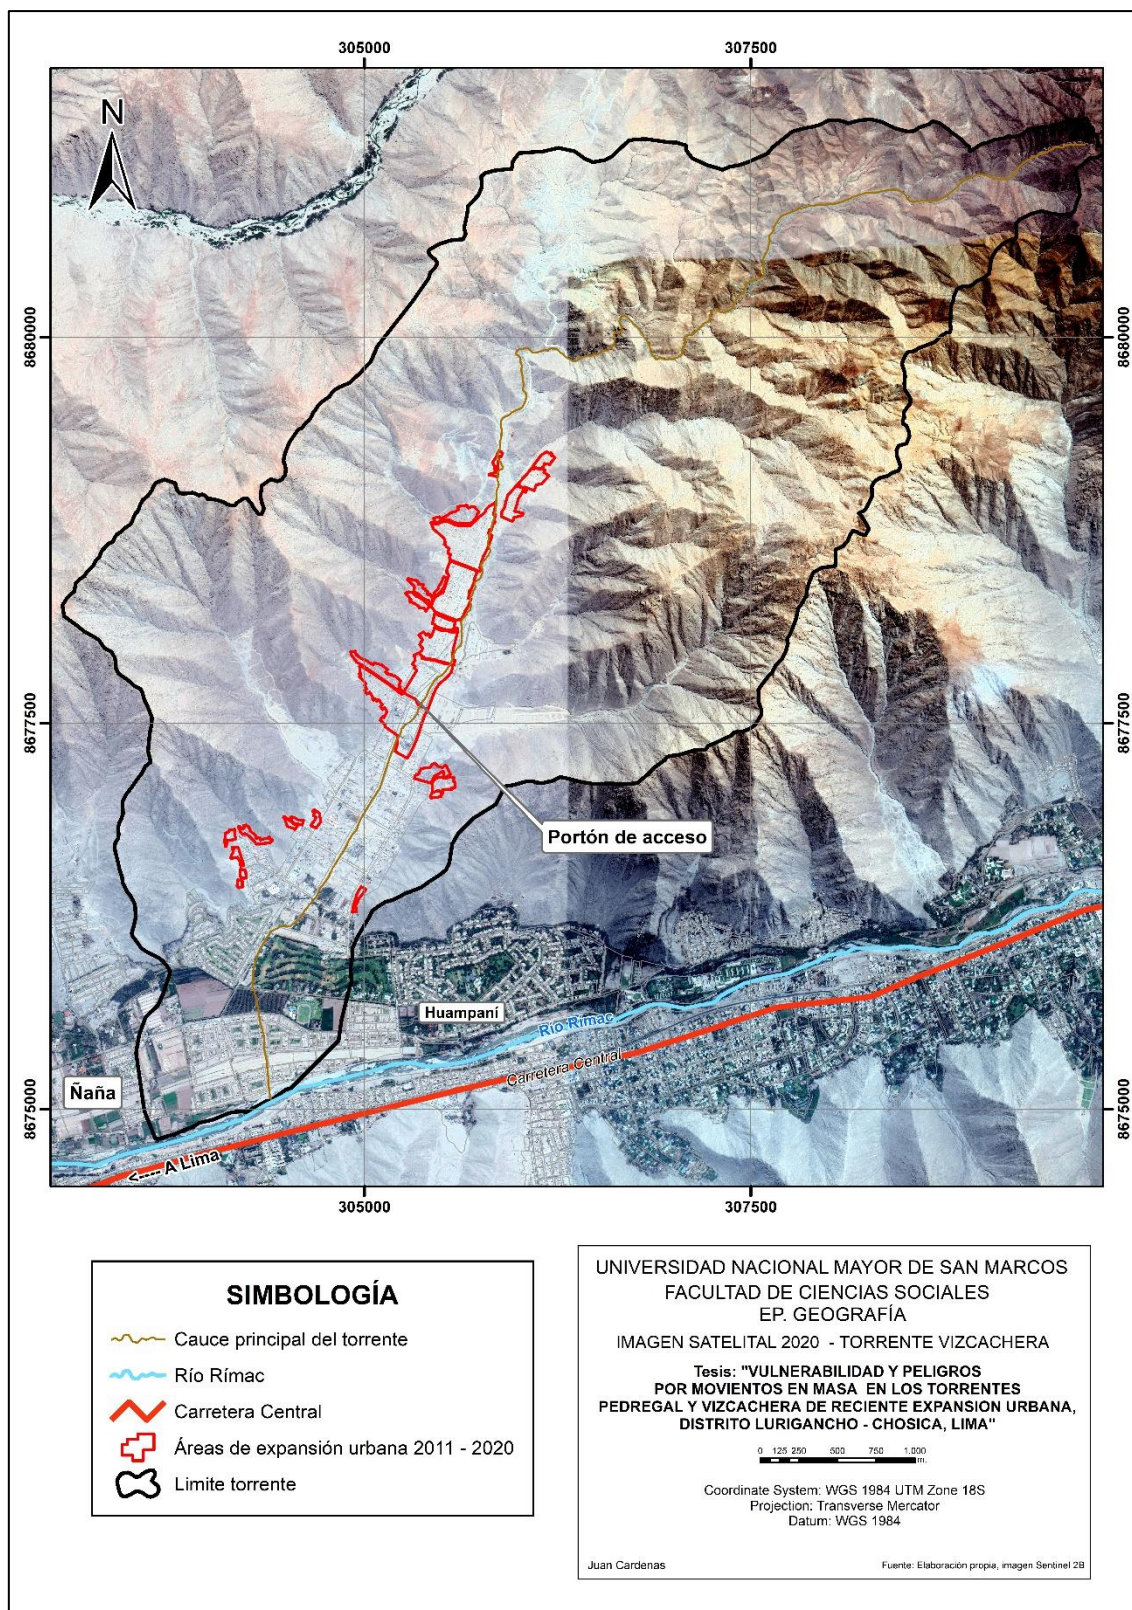 305000
307500
N
8680000
8680000
8677500
8677500
Portón de acceso
Huampaní
Río Rímac
Carretera Central
Ñaña
8675000
8675000
<---- A Lima
305000
307500
SIMBOLOGÍA
Cauce principal del torrente
Río Rímac
Carretera Central
Áreas de expansión urbana 2011 - 2020
Limite torrente
UNIVERSIDAD NACIONAL MAYOR DE SAN MARCOS
FACULTAD DE CIENCIAS SOCIALES
EP. GEOGRAFÍA
IMAGEN SATELITAL 2020 - TORRENTE VIZCACHERA
Tesis: "VULNERABILIDAD Y PELIGROS
POR MOVIENTOS EN MASA EN LOS TORRENTES
PEDREGAL Y VIZCACHERA DE RECIENTE EXPANSION URBANA,
DISTRITO LURIGANCHO - CHOSICA, LIMA"
0 125 250 500 750 1.000
m.
Coordinate System: WGS 1984 UTM Zone 18S
Projection: Transverse Mercator
Datum: WGS 1984
Juan Cardenas
Fuente: Elaboración propia, imagen Sentinel 2B